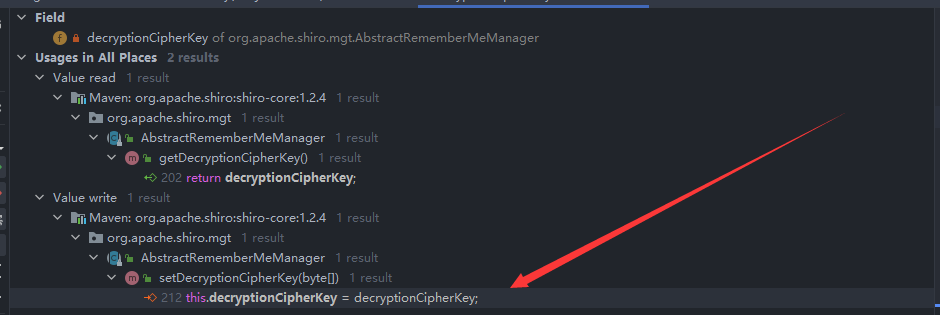 Field
decryptionCipherKey of org.apache.shiro.mgt.AbstractRememberMeManager
Usages in All Places 2 results
Value read 1 result
Maven: org.apache.shiro:shiro-core:1.2.4 1 result
org.apache.shiro.mgt 1 result
AbstractRememberMeManager 1 result
getDecryptionCipherKey() 1 result
202 return decryptionCipherKey;
Value write 1 result
Maven: org.apache.shiro:shiro-core:1.2.4 1 result
org.apache.shiro.mgt 1 result
AbstractRememberMeManager 1 result
setDecryptionCipherKey(byte[]) 1 result
212 this.decryptionCipherKey = decryptionCipherKey;